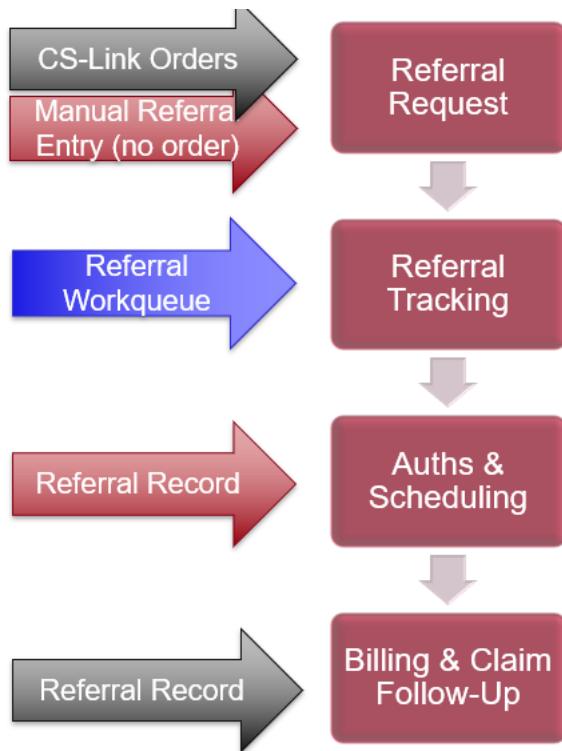 CS-Link Orders
Manual Referral
Entry (no order)
Referral
Request
Referral
Workqueue
Referral
Tracking
Referral Record
Auths &
Scheduling
Referral Record
Billing & Claim
Follow-Up